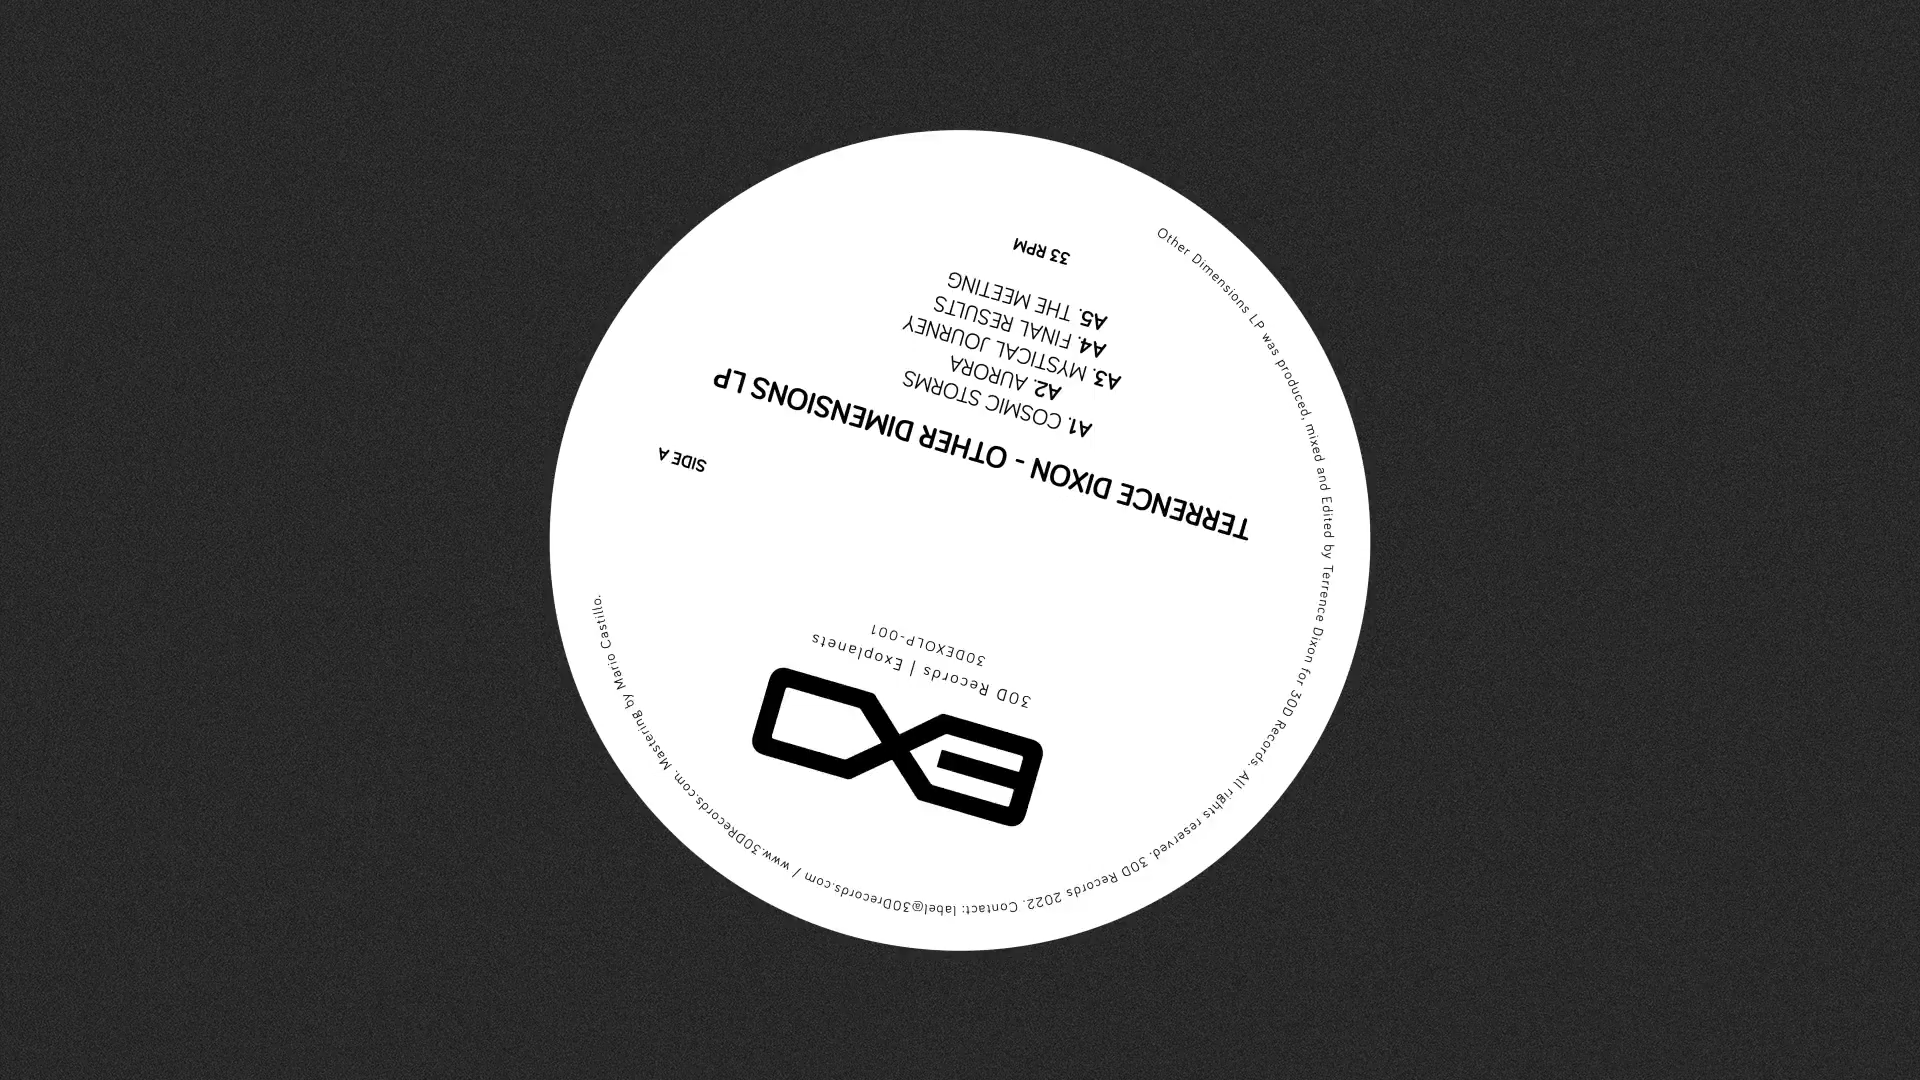 30D Records | Exoplanets
30DEXOLP-001
SIDE A
TERRENCE DIXON - OTHER DIMENSIONS LP
A1. COSMIC STORMS
A2. AURORA
A3. MYSTICAL JOURNEY
A4. FINAL RESULTS
A5. THE MEETING
33 RPM
Other Dimensions LP was produced, mixed and Edited by Terrence Dixon for 30D Records. All rights reserved. 30D Records 2022. Contact: label@30Drecords.com / www.30DRecords.com. Mastering by Mario Castillo.